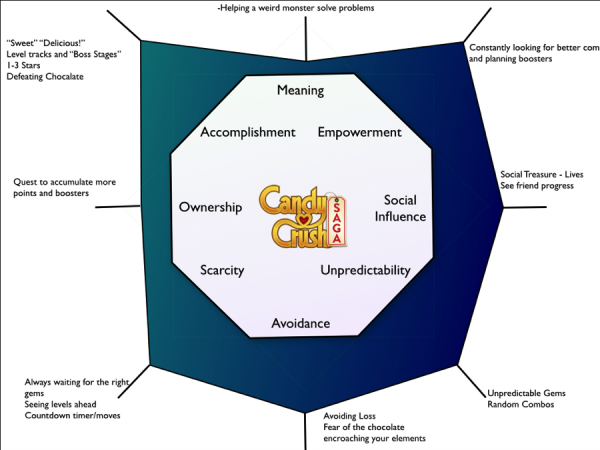 -Helping a weird monster solve problems
"Sweet" "Delicious!"
Level tracks and "Boss Stages"
1-3 Stars
Defeating Chocalate
Constantly looking for better com
and planning boosters
Meaning
Accomplishment
Empowerment
Quest to accumulate more
points and boosters
Ownership
Candy
Crush
SAGA
Social
Influence
Social Treasure - Lives
See friend progress
Scarcity
Unpredictability
Avoidance
Always waiting for the right
gems
Seeing levels ahead
Countdown timer/moves
Avoiding Loss
Fear of the chocolate
encroaching your elements
Unpredictable Gems
Random Combos